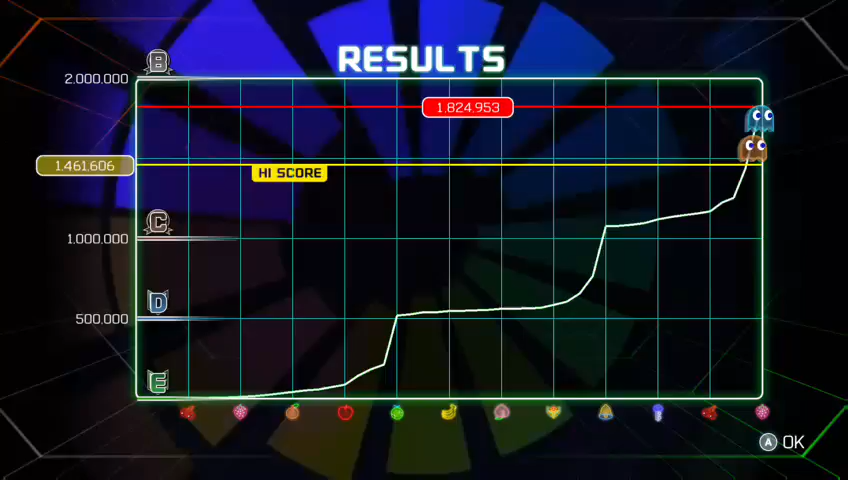 RESULTS
B
2.000.000
1.824.953
1.461.606
HI SCORE
C
1.000.000
D
500.000
E
A OK